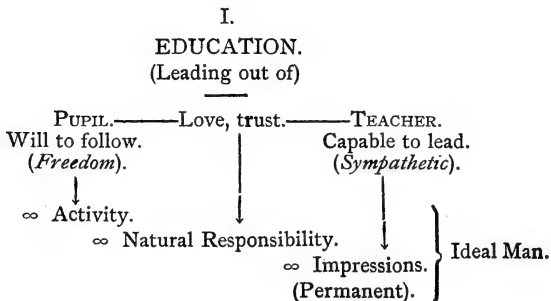 I.
EDUCATION.
(Leading out of)
PUPIL.——Love, trust.——TEACHER.
Will to follow. Capable to lead.
(Freedom). (Sympathetic).
∞ Activity.
∞ Natural Responsibility.
Ideal Man.
∞ Impressions.
(Permanent).